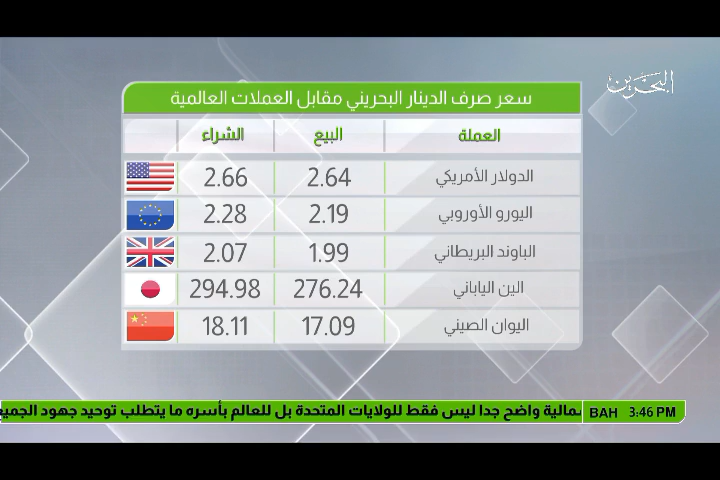 البحرين
سعر صرف الدينار البحريني مقابل العملات العالمية
العملة البيع الشراء
الدولار الأمريكي 2.64 2.66
اليورو الأوروبي 2.19 2.28
الباوند البريطاني 1.99 2.07
الين الياباني 276.24 294.98
اليوان الصيني 17.09 18.11
BAH 3:46 PM
واضح جدا ليس فقط للولايات المتحدة بل للعالم بأسره ما يتطلب توحيد جهود